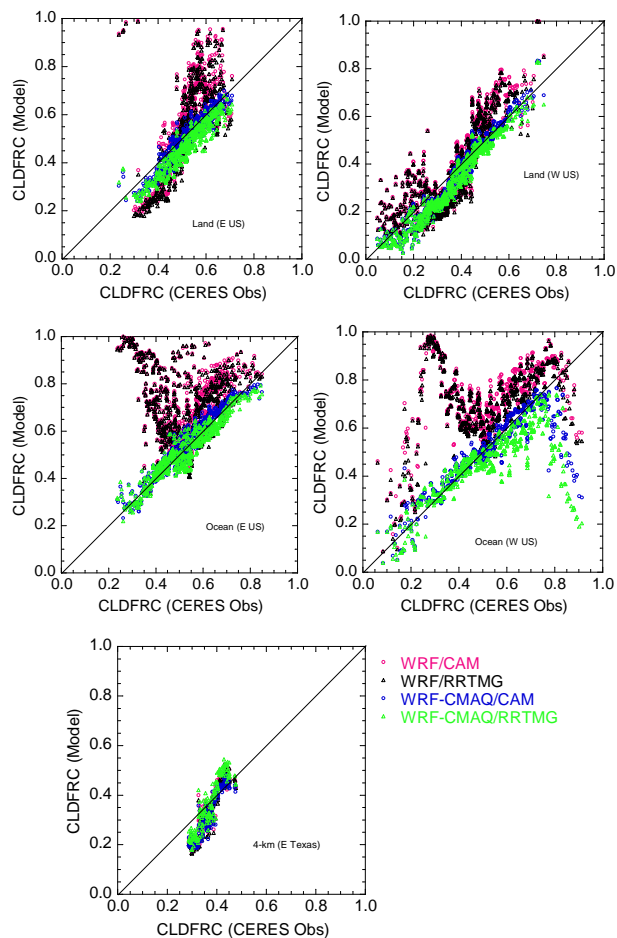 1.0
0.8
0.6
0.4
0.2
0.0
CLDFRC (Model)
Land (E US)
0.0 0.2 0.4 0.6 0.8 1.0
CLDFRC (CERES Obs)
1.0
0.8
0.6
0.4
0.2
0.0
CLDFRC (Model)
Land (W US)
0.0 0.2 0.4 0.6 0.8 1.0
CLDFRC (CERES Obs)
1.0
0.8
0.6
0.4
0.2
0.0
CLDFRC (Model)
Ocean (E US)
0.0 0.2 0.4 0.6 0.8 1.0
CLDFRC (CERES Obs)
1.0
0.8
0.6
0.4
0.2
0.0
CLDFRC (Model)
Ocean (W US)
0.0 0.2 0.4 0.6 0.8 1.0
CLDFRC (CERES Obs)
1.0
0.8
0.6
0.4
0.2
0.0
CLDFRC (Model)
4-km (E Texas)
0.0 0.2 0.4 0.6 0.8 1.0
CLDFRC (CERES Obs)
WRF/CAM
WRF/RRTMG
WRF-CMAQ/CAM
WRF-CMAQ/RRTMG